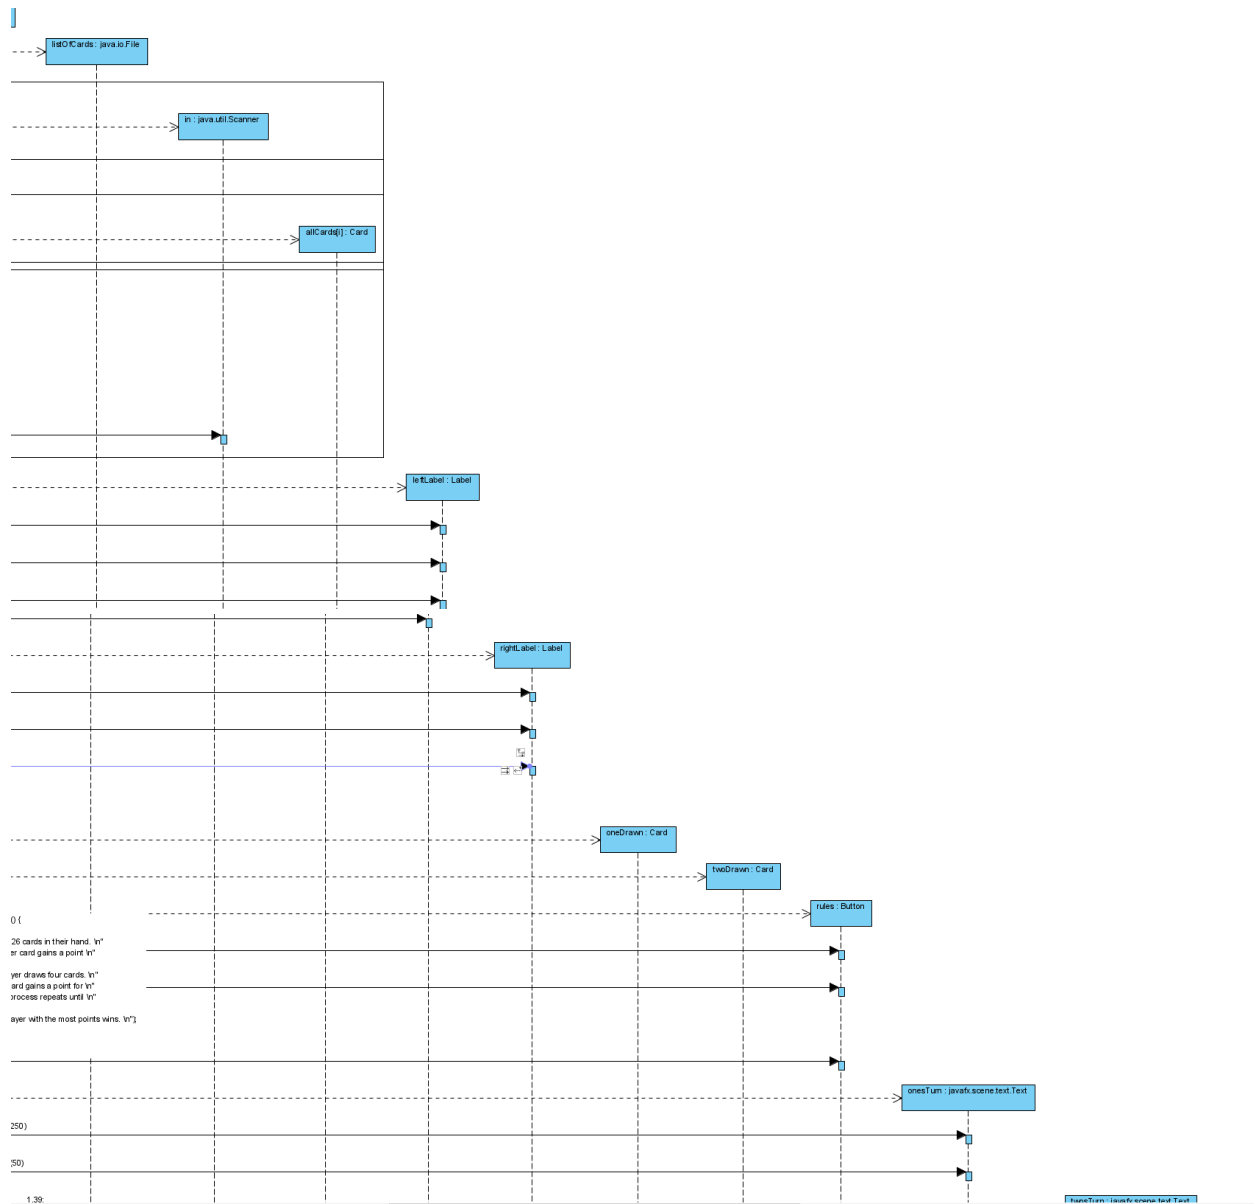 listOfCards : java.io.File
in : java.util.Scanner
allCards[i] : Card
leftLabel : Label
rightLabel : Label
oneDrawn : Card
twoDrawn : Card
rules : Button
() {
26 cards in their hand. \n"
er card gains a point \n"
yer draws four cards. \n"
ard gains a point for \n"
process repeats until \n"
ayer with the most points wins. \n");
onesTurn : javafx.scene.text.Text
250)
50)
1.39:
twosTurn : javafx.scene.text.Text